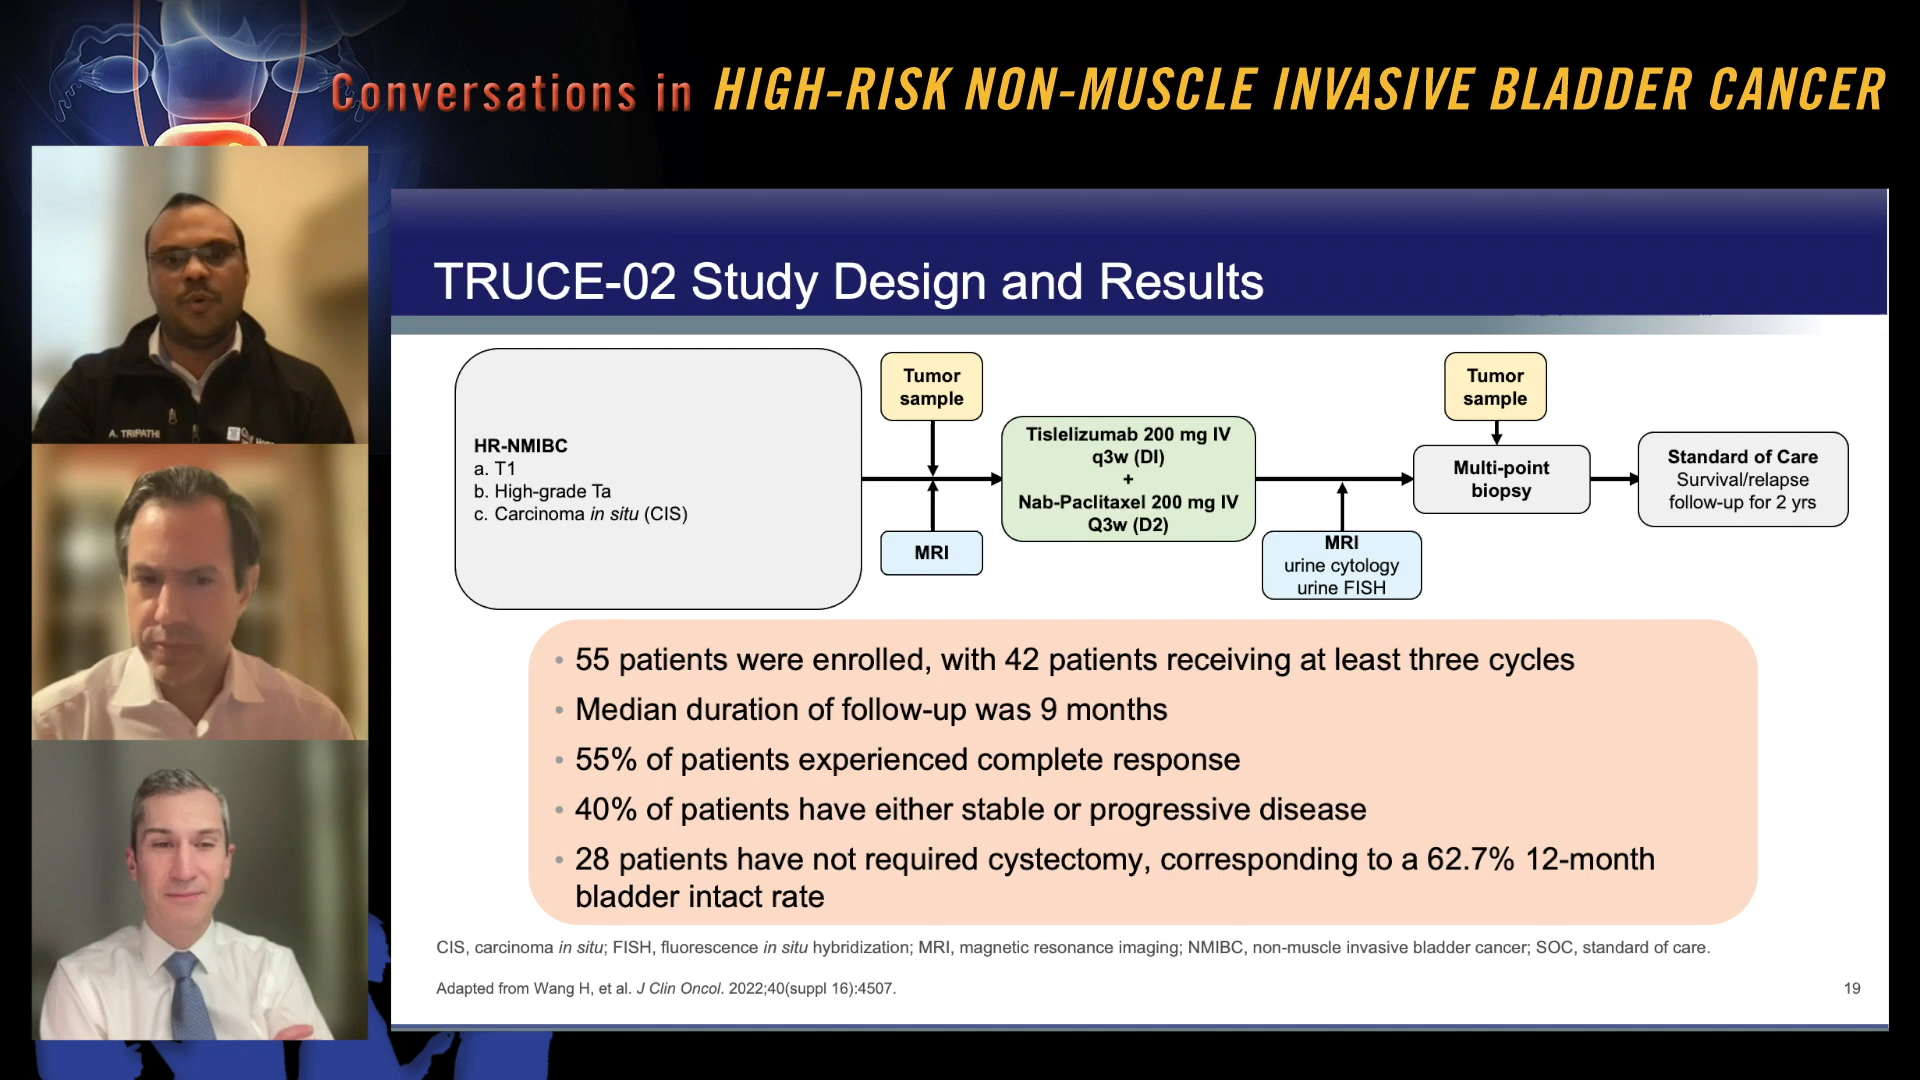 Conversations in HIGH-RISK NON-MUSCLE INVASIVE BLADDER CANCER
A. TRIPATHI
TRUCE-02 Study Design and Results
HR-NMIBC
a. T1
b. High-grade Ta
c. Carcinoma in situ (CIS)
Tumor
sample
MRI
Tislelizumab 200 mg IV
q3w (DI)
+
Nab-Paclitaxel 200 mg IV
Q3w (D2)
MRI
urine cytology
urine FISH
Tumor
sample
Multi-point
biopsy
Standard of Care
Survival/relapse
follow-up for 2 yrs
• 55 patients were enrolled, with 42 patients receiving at least three cycles
• Median duration of follow-up was 9 months
• 55% of patients experienced complete response
• 40% of patients have either stable or progressive disease
• 28 patients have not required cystectomy, corresponding to a 62.7% 12-month
bladder intact rate
CIS, carcinoma in situ; FISH, fluorescence in situ hybridization; MRI, magnetic resonance imaging; NMIBC, non-muscle invasive bladder cancer; SOC, standard of care.
Adapted from Wang H, et al. J Clin Oncol. 2022;40(suppl 16):4507.
19